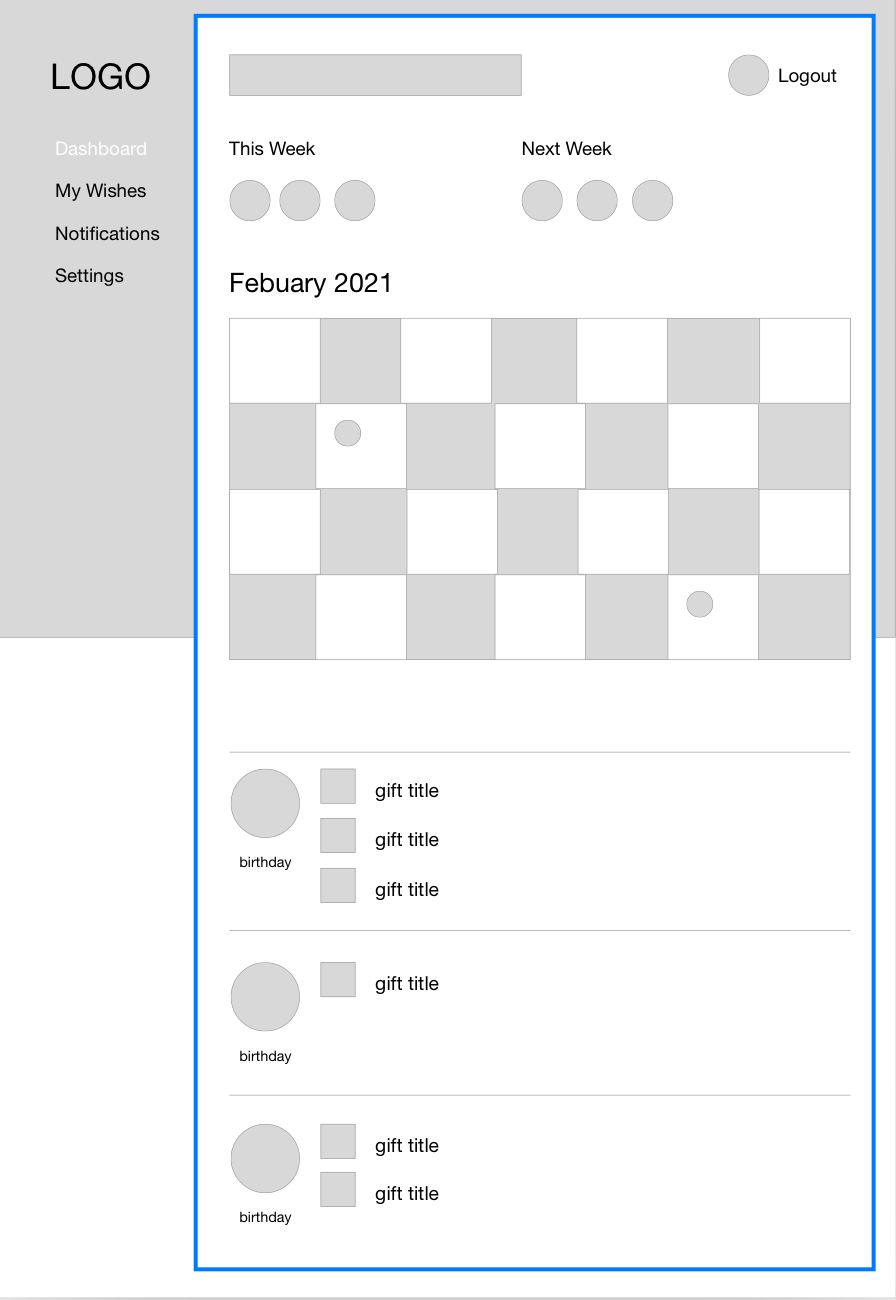 LOGO
Dashboard
My Wishes
Notifications
Settings
Logout
This Week
Next Week
Febuary 2021
gift title
gift title
birthday
gift title
gift title
birthday
gift title
gift title
birthday